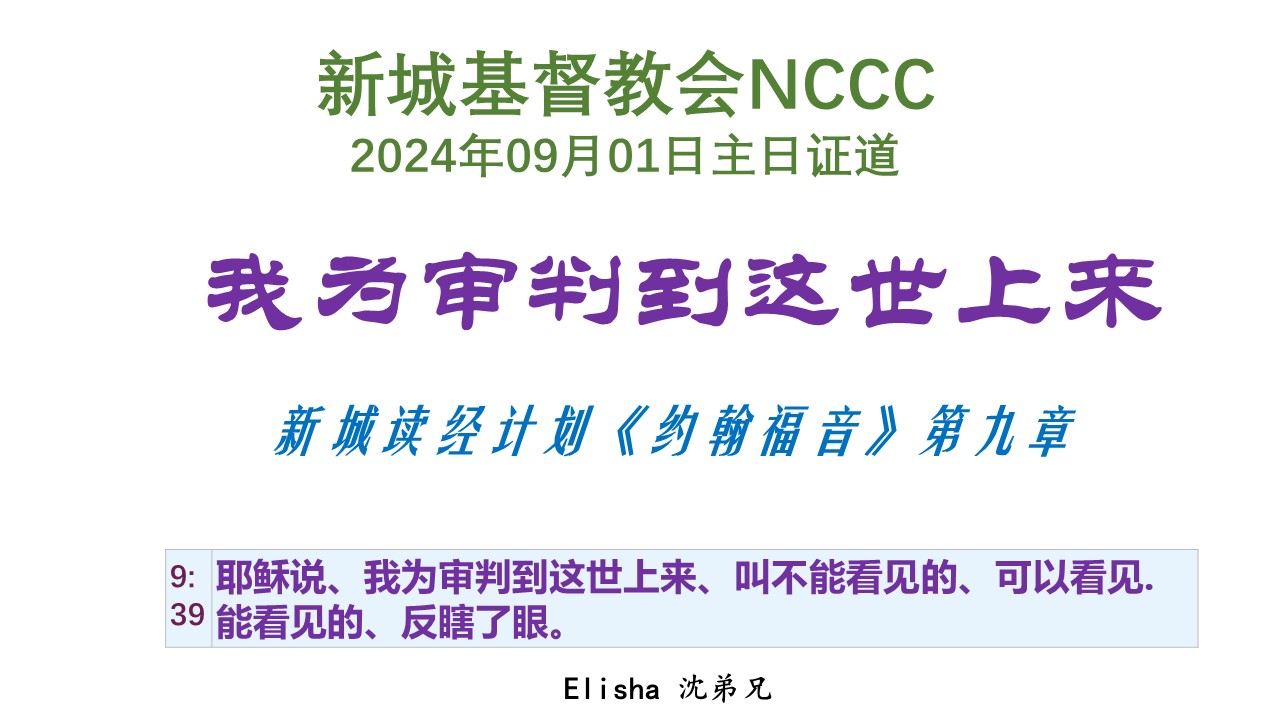 新城基督教会NCCC
2024年09月01日主日证道
我为审判到这世上来
新城读经计划《约翰福音》第九章
9:39 耶稣说、我为审判到这世上来、叫不能看见的、可以看见.
能看见的、反瞎了眼。
Elisha 沈弟兄